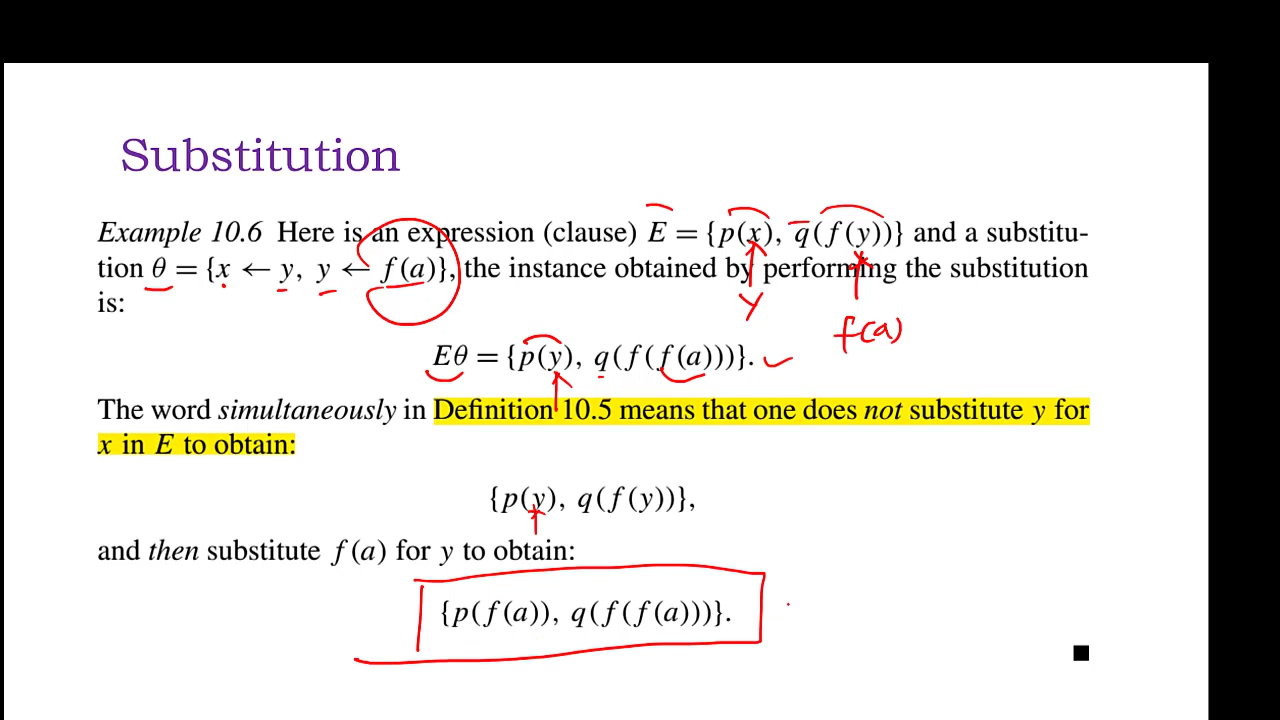 Substitution
Example 10.6 Here is an expression (clause) E = {p(x), q(f(y))} and a substitu-
tion θ = {x ← y, y ← f(a)}, the instance obtained by performing the substitution
is:
y
f(a)
Eθ = {p(y), q(f(f(a)))}.
The word simultaneously in Definition 10.5 means that one does not substitute y for
x in E to obtain:
{p(y), q(f(y))},
and then substitute f(a) for y to obtain:
{p(f(a)), q(f(f(a)))}.